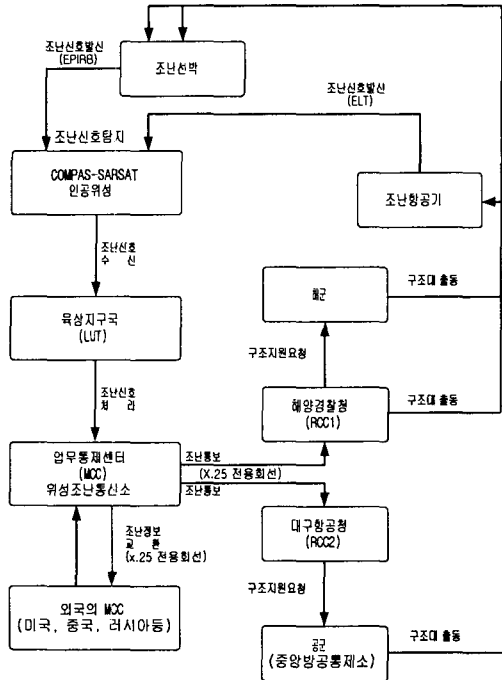 조난선박
조난신호발신
(EPIRB)
조난신호발신
(ELT)
조난신호탐지
COMPAS-SARSAT
인공위성
조난항공기
조난신호
수 신
구조대 출동
해군
육상지구국
(LUT)
구조지원요청
조난신호
처 리
구조대 출동
해양경찰청
(RCC1)
업무통제센터
(MCC)
위성조난통신소
조난통보
(X.25 전용회선)
조난통보
대구항공청
(RCC2)
조난정보
교 환
(x.25 전용회선)
구조지원요청
외국의 MCC
(미국, 중국, 러시아등)
공군
(중앙방공통제소)
구조대 출동